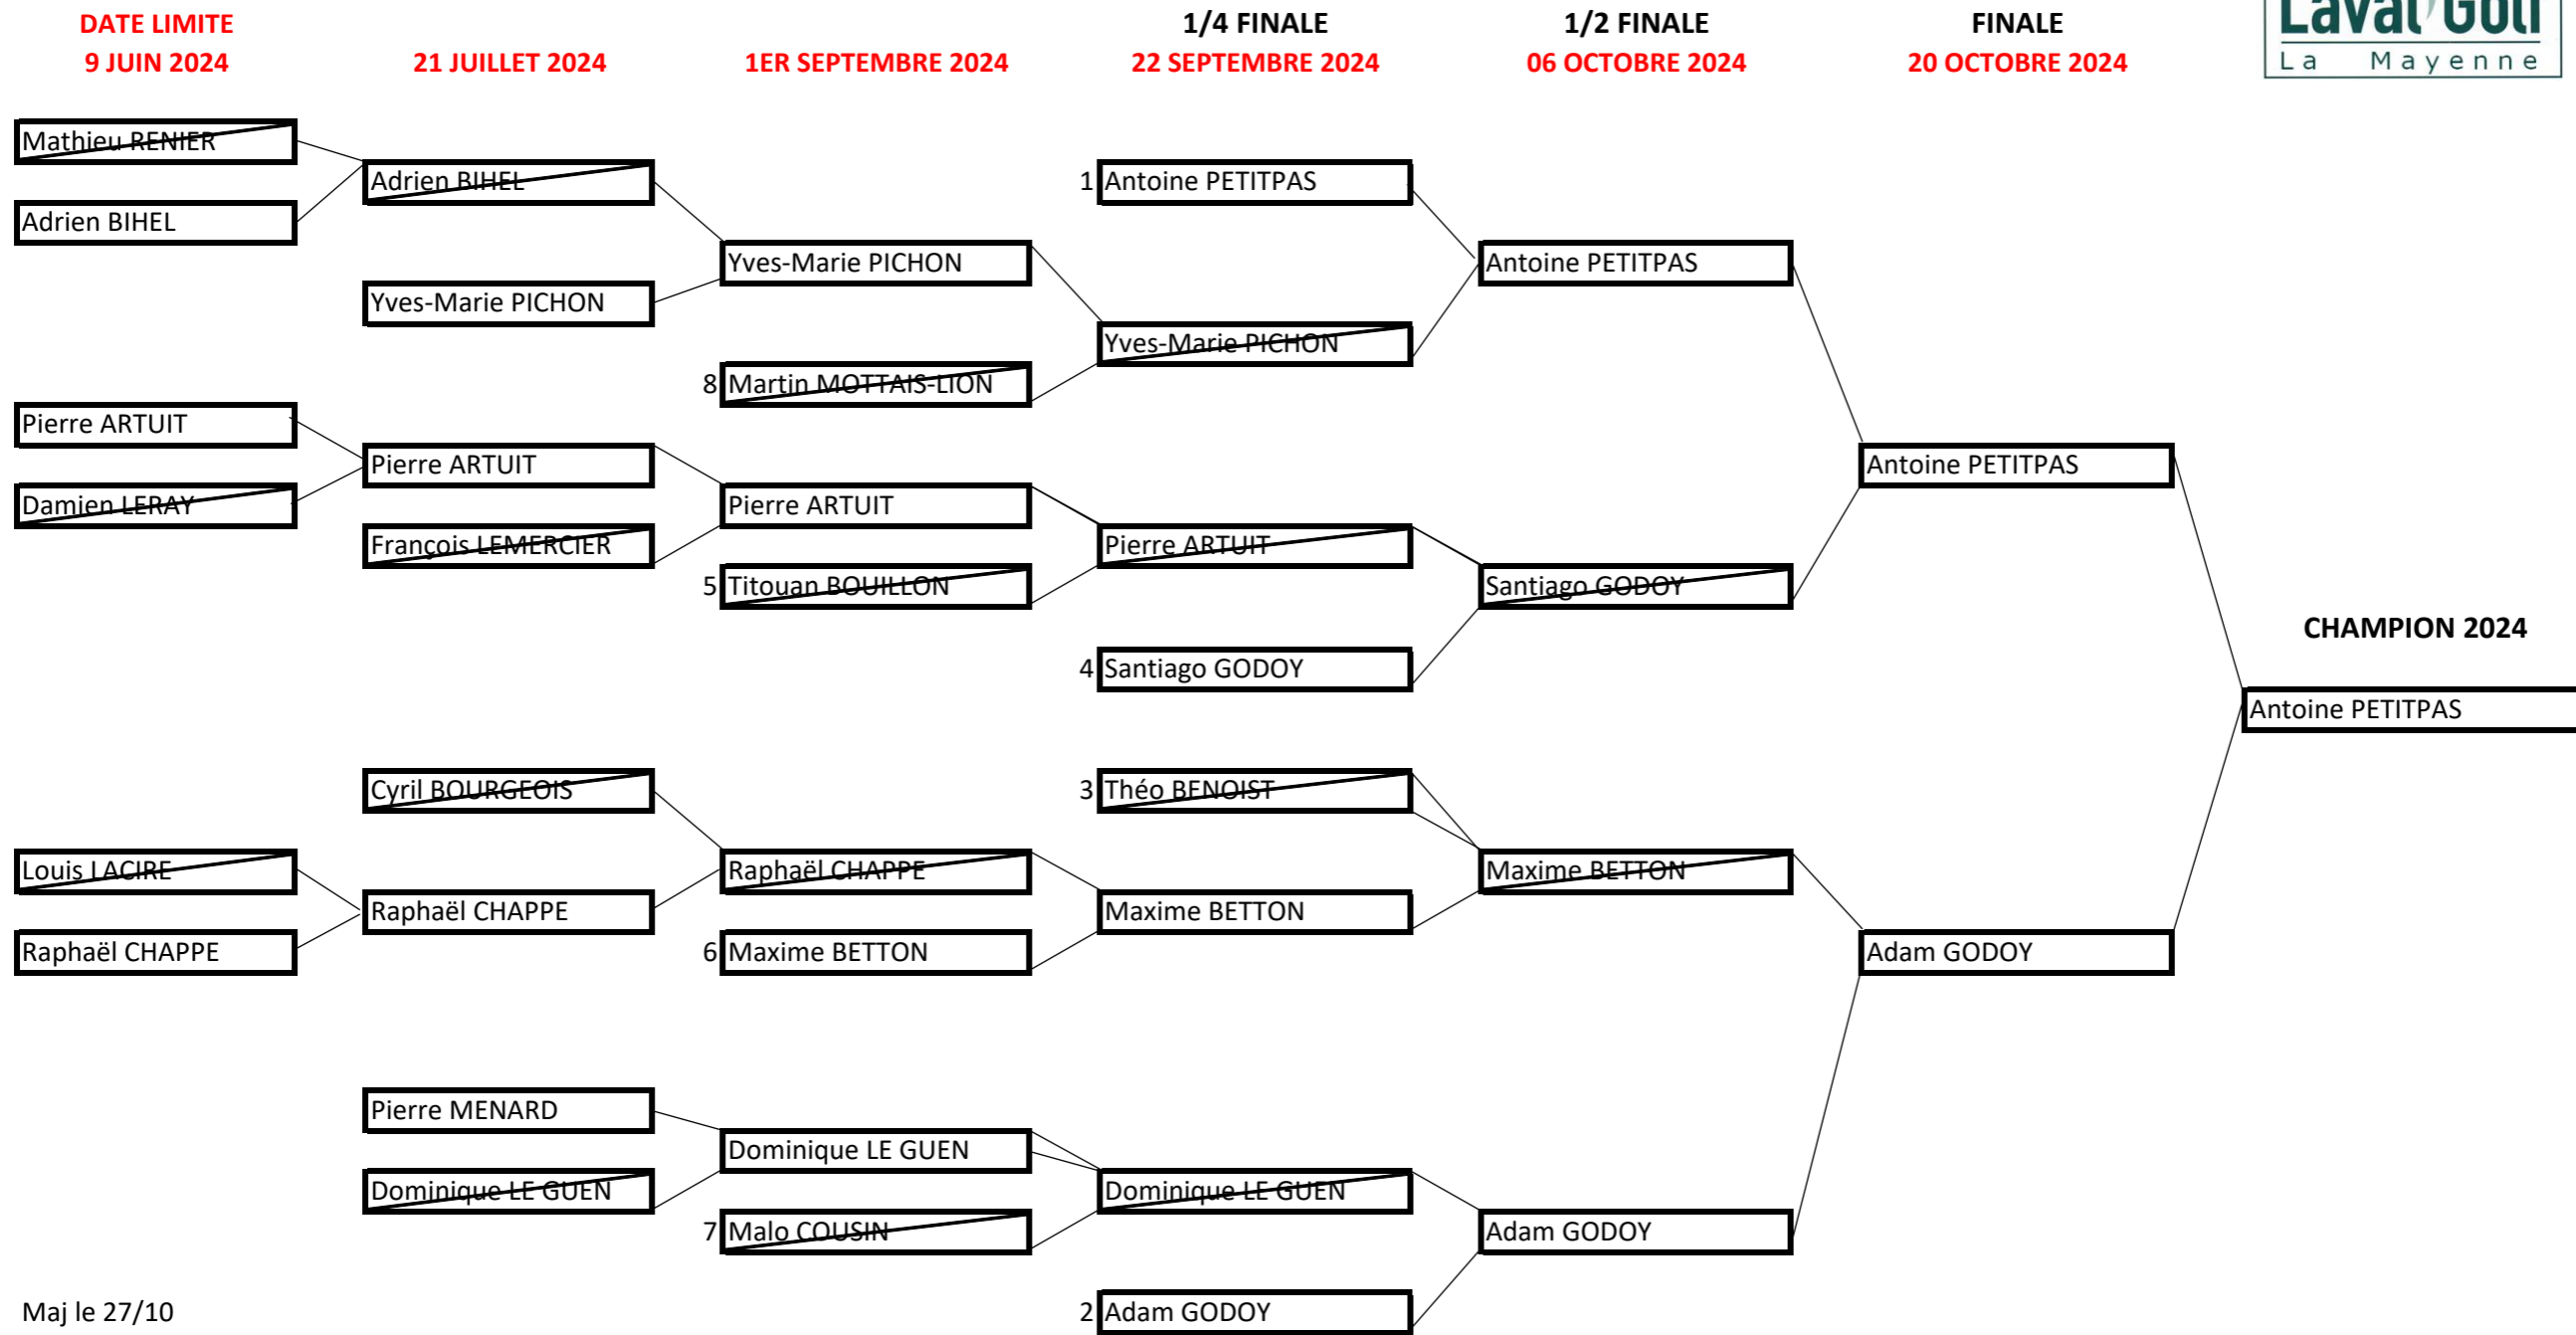 DATE LIMITE
9 JUIN 2024
21 JUILLET 2024
1ER SEPTEMBRE 2024
1/4 FINALE
22 SEPTEMBRE 2024
1/2 FINALE
06 OCTOBRE 2024
FINALE
20 OCTOBRE 2024
Laval Golf
La Mayenne
Mathieu RENIER
Adrien BIHEL
Pierre ARTUIT
Damien LERAY
Louis LACIRE
Raphaël CHAPPE
Adrien BIHEL
Yves-Marie PICHON
Pierre ARTUIT
François LEMERCIER
Cyril BOURGEOIS
Raphaël CHAPPE
Pierre MENARD
Dominique LE GUEN
Yves-Marie PICHON
8 Martin MOTTAIS-LION
Pierre ARTUIT
5 Titouan BOUILLON
Raphaël CHAPPE
6 Maxime BETTON
Dominique LE GUEN
7 Malo COUSIN
1 Antoine PETITPAS
Yves-Marie PICHON
Pierre ARTUIT
4 Santiago GODOY
3 Théo BENOIST
Maxime BETTON
Dominique LE GUEN
2 Adam GODOY
Antoine PETITPAS
Santiago GODOY
Maxime BETTON
Adam GODOY
Antoine PETITPAS
Adam GODOY
CHAMPION 2024
Antoine PETITPAS
Maj le 27/10